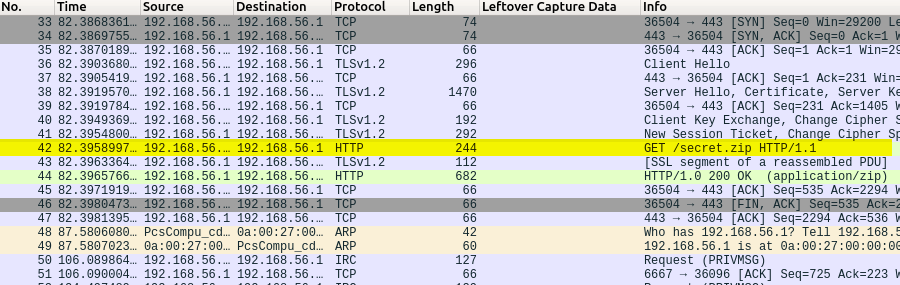 No. Time Source Destination Protocol Length Leftover Capture Data Info
33 82.3868361… 192.168.56.… 192.168.56.1 TCP 74 36504 → 443 [SYN] Seq=0 Win=29200 Le
34 82.3869755… 192.168.56.1 192.168.56.… TCP 74 443 → 36504 [SYN, ACK] Seq=0 Ack=1 W
35 82.3870189… 192.168.56.… 192.168.56.1 TCP 66 36504 → 443 [ACK] Seq=1 Ack=1 Win=29
36 82.3903680… 192.168.56.… 192.168.56.1 TLSv1.2 296 Client Hello
37 82.3905419… 192.168.56.1 192.168.56.… TCP 66 443 → 36504 [ACK] Seq=1 Ack=231 Win=
38 82.3919570… 192.168.56.1 192.168.56.… TLSv1.2 1470 Server Hello, Certificate, Server Ke
39 82.3919784… 192.168.56.… 192.168.56.1 TCP 66 36504 → 443 [ACK] Seq=231 Ack=1405 W
40 82.3949369… 192.168.56.… 192.168.56.1 TLSv1.2 192 Client Key Exchange, Change Cipher S
41 82.3954800… 192.168.56.1 192.168.56.… TLSv1.2 292 New Session Ticket, Change Cipher Sp
42 82.3958997… 192.168.56.… 192.168.56.1 HTTP 244 GET /secret.zip HTTP/1.1
43 82.3963364… 192.168.56.1 192.168.56.… TLSv1.2 112 [SSL segment of a reassembled PDU]
44 82.3965766… 192.168.56.1 192.168.56.… HTTP 682 HTTP/1.0 200 OK (application/zip)
45 82.3971919… 192.168.56.… 192.168.56.1 TCP 66 36504 → 443 [ACK] Seq=535 Ack=2294 W
46 82.3980473… 192.168.56.… 192.168.56.1 TCP 66 36504 → 443 [FIN, ACK] Seq=535 Ack=2
47 82.3981395… 192.168.56.1 192.168.56.… TCP 66 443 → 36504 [ACK] Seq=2294 Ack=536 W
48 87.5806080… PcsCompu_cd… 0a:00:27:00… ARP 42 Who has 192.168.56.1? Tell 192.168.5
49 87.5807023… 0a:00:27:00… PcsCompu_cd… ARP 60 192.168.56.1 is at 0a:00:27:00:00:0
50 106.089864… 192.168.56.1 192.168.56.… IRC 127 Request (PRIVMSG)
51 106.090004… 192.168.56.… 192.168.56.1 TCP 66 6667 → 36096 [ACK] Seq=725 Ack=223 W